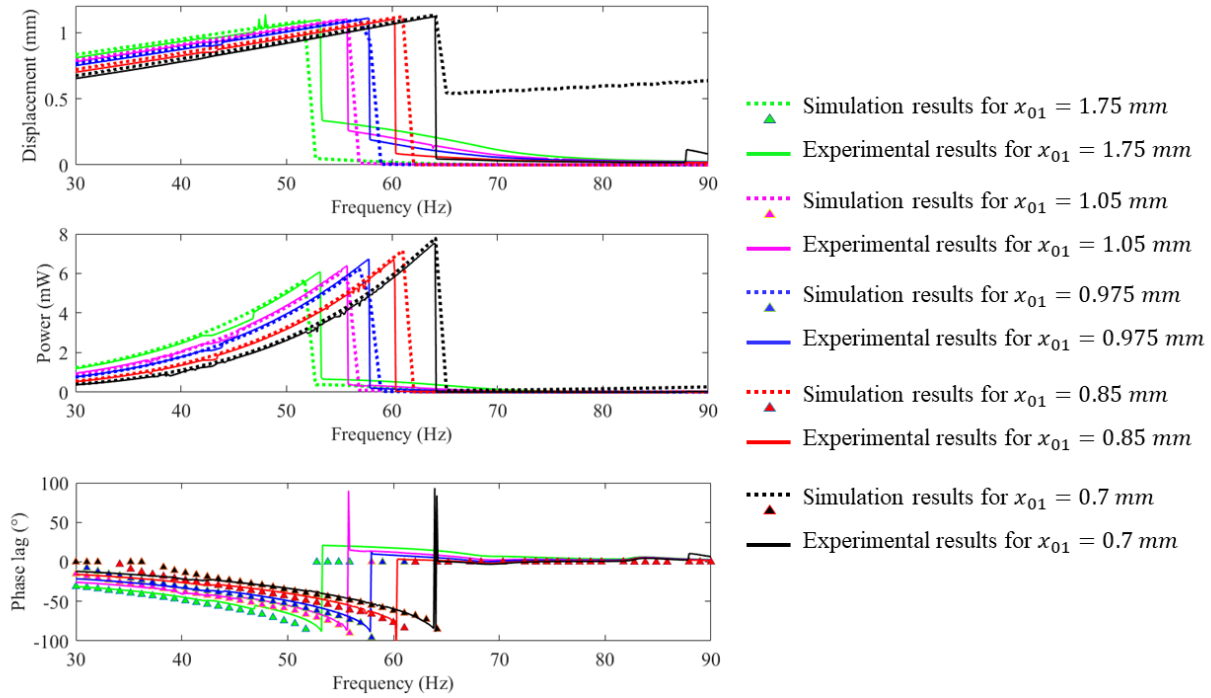 Displacement (mm)
1
0.5
0
30 40 50 60 70 80 90
Frequency (Hz)
Power (mW)
8
6
4
2
0
30 40 50 60 70 80 90
Frequency (Hz)
Phase lag (°)
100
50
0
-50
-100
30 40 50 60 70 80 90
Frequency (Hz)
Simulation results for x₀₁ = 1.75 mm
Experimental results for x₀₁ = 1.75 mm
Simulation results for x₀₁ = 1.05 mm
Experimental results for x₀₁ = 1.05 mm
Simulation results for x₀₁ = 0.975 mm
Experimental results for x₀₁ = 0.975 mm
Simulation results for x₀₁ = 0.85 mm
Experimental results for x₀₁ = 0.85 mm
Simulation results for x₀₁ = 0.7 mm
Experimental results for x₀₁ = 0.7 mm